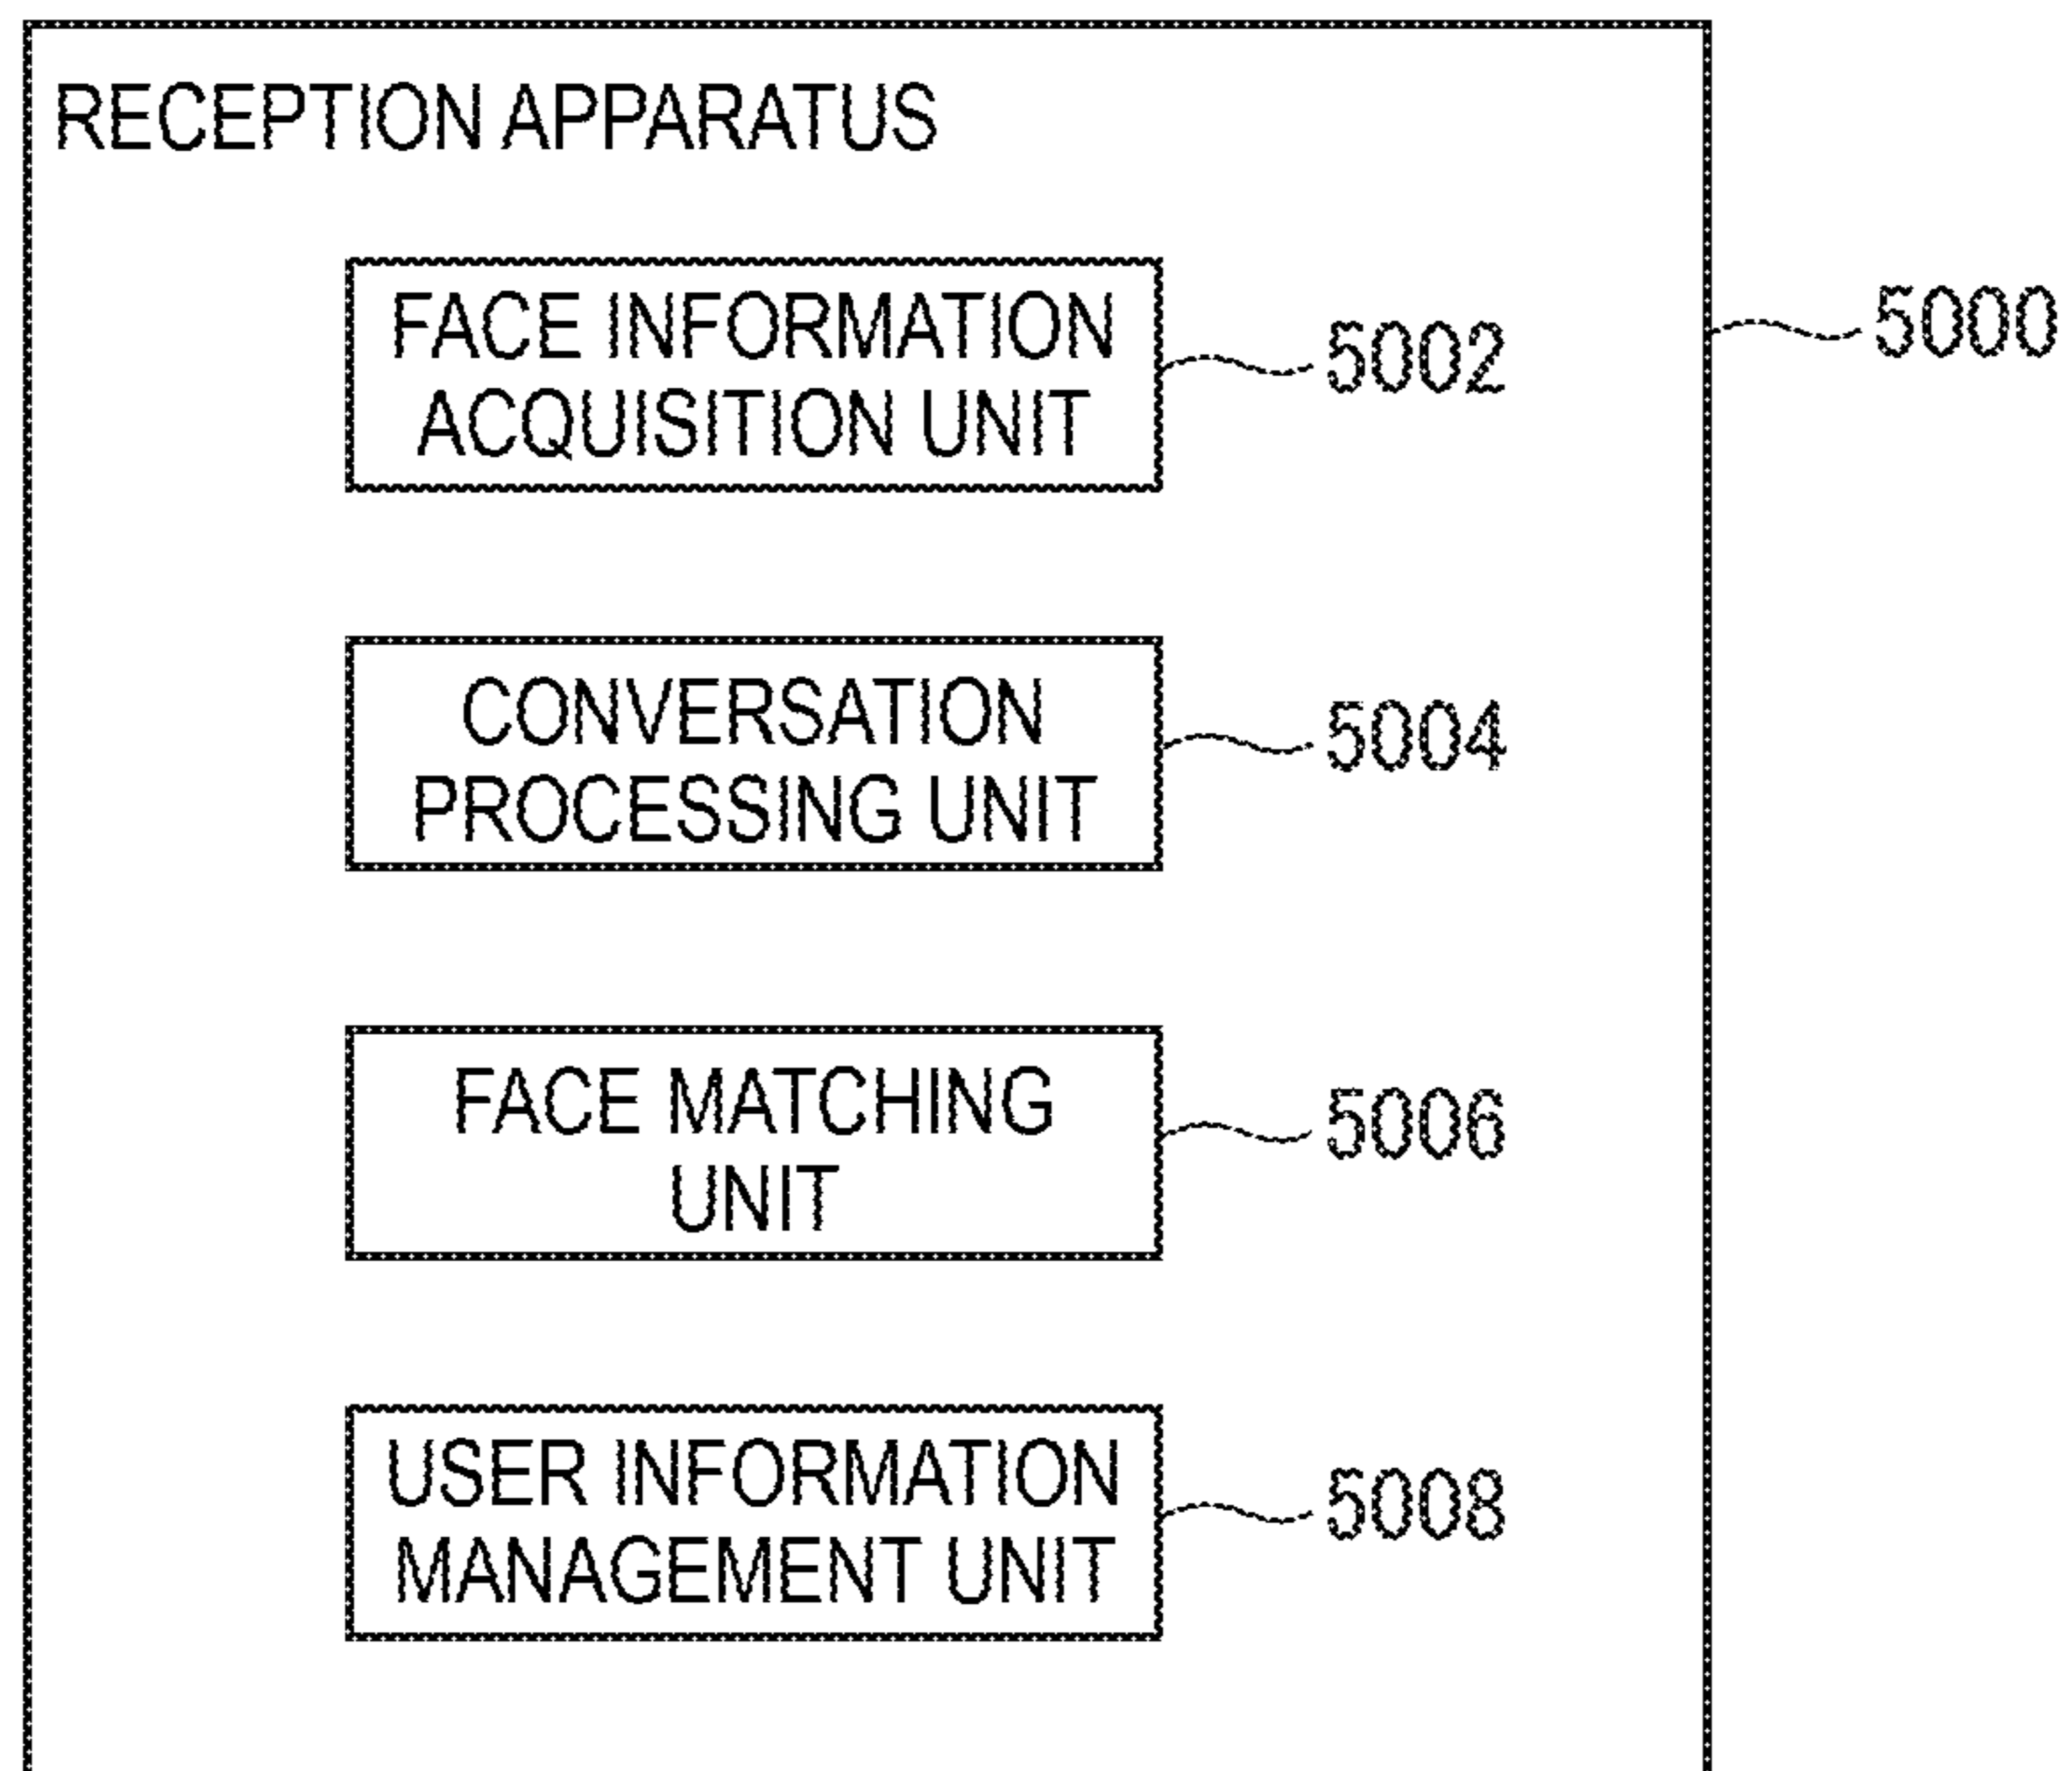 RECEPTION APPARATUS
FACE INFORMATION
ACQUISITION UNIT
5002
5000
CONVERSATION
PROCESSING UNIT
5004
FACE MATCHING
UNIT
5006
USER INFORMATION
MANAGEMENT UNIT
5008